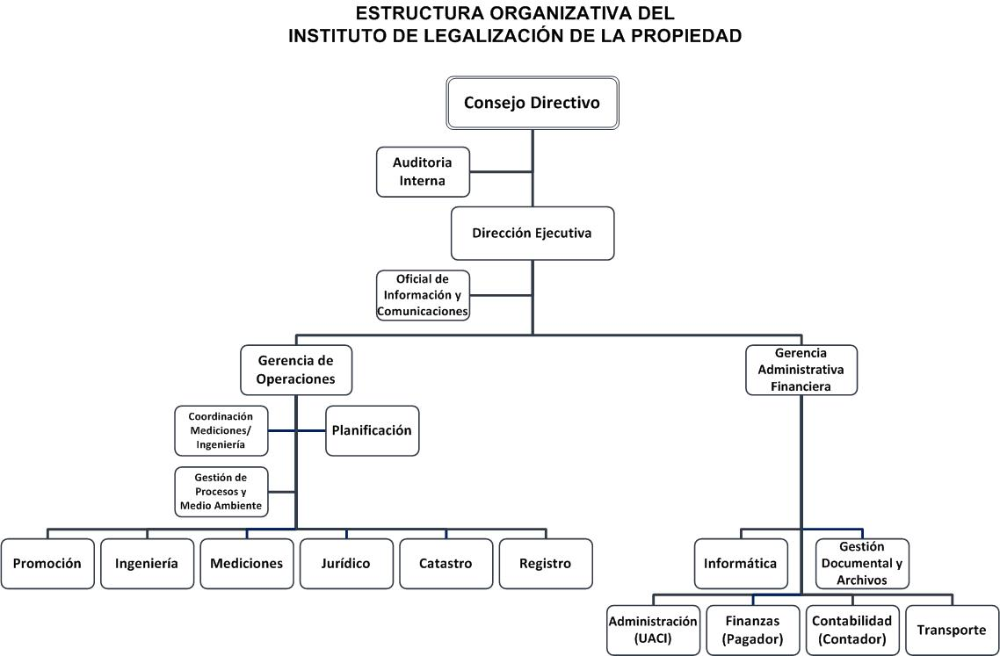 ESTRUCTURA ORGANIZATIVA DEL
INSTITUTO DE LEGALIZACIÓN DE LA PROPIEDAD
Consejo Directivo
Auditoria
Interna
Dirección Ejecutiva
Oficial de
Información y
Comunicaciones
Gerencia de
Operaciones
Gerencia
Administrativa
Financiera
Coordinación
Mediciones/
Ingeniería
Planificación
Gestión de
Procesos y
Medio Ambiente
Promoción
Ingeniería
Mediciones
Jurídico
Catastro
Registro
Informática
Gestión
Documental y
Archivos
Administración
(UACI)
Finanzas
(Pagador)
Contabilidad
(Contador)
Transporte